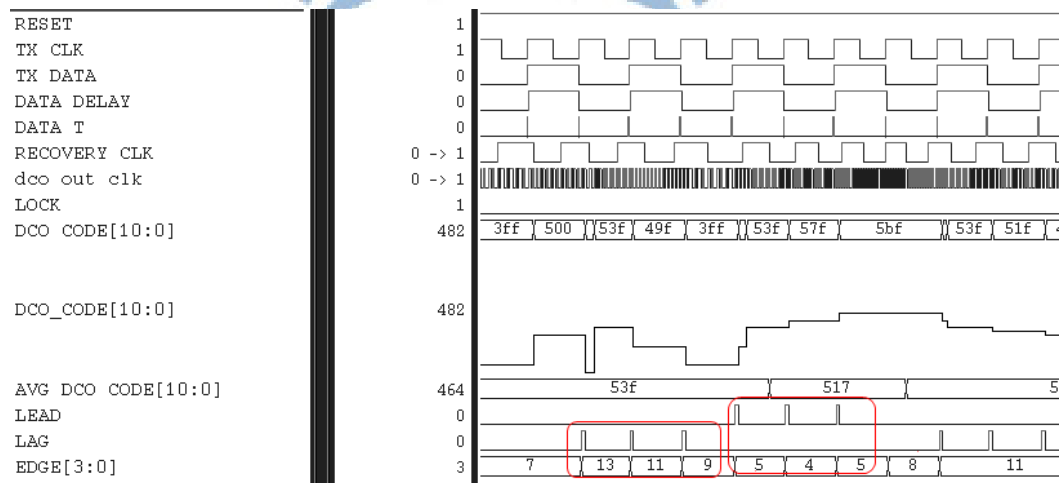 RESET 1
TX CLK 1
TX DATA 0
DATA DELAY 0
DATA T 0
RECOVERY CLK 0 -> 1
dco out clk 0 -> 1
LOCK 1
DCO CODE[10:0] 482 3ff 500 53f 49f 3ff 53f 57f 5bf 53f 51f 4
DCO_CODE[10:0] 482
AVG DCO CODE[10:0] 464 53f 517 5
LEAD 0
LAG 0
EDGE[3:0] 3 7 13 11 9 5 4 5 8 11